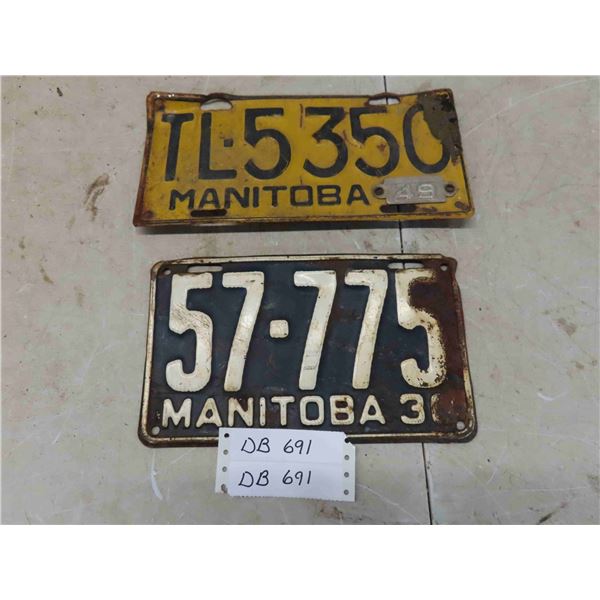 TL-5350
MANITOBA 49
57-775
MANITOBA 3
DB 691
DB 691